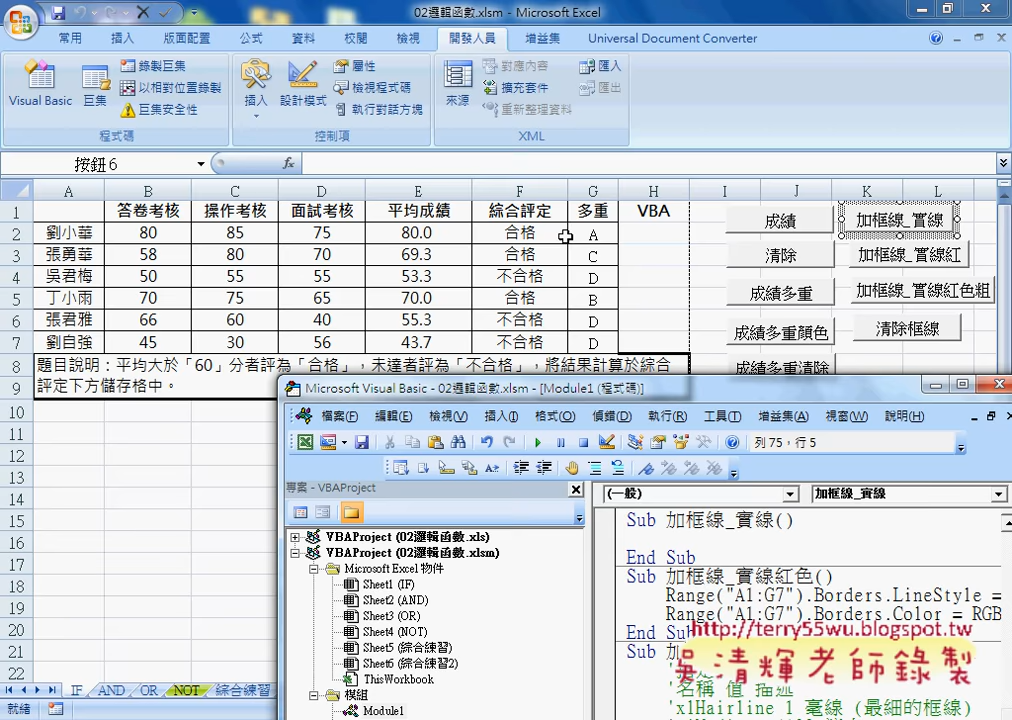 02邏輯函數.xlsm - Microsoft Excel
常用 插入 版面配置 公式 資料 校閱 檢視 開發人員 增益集 Universal Document Converter
Visual Basic 巨集 錄製巨集 以相對位置錄製 巨集安全性 程式碼
插入 設計模式 屬性 檢視程式碼 執行對話方塊 控制項
來源 對應內容 擴充套件 重新整理資料 匯入 匯出 XML
按鈕6 fx
A B C D E F G H I J K L
1 答卷考核 操作考核 面試考核 平均成績 綜合評定 多重 VBA
2 劉小華 80 85 75 80.0 合格 A
3 張勇華 58 80 70 69.3 合格 C
4 吳君梅 50 55 55 53.3 不合格 D
5 丁小雨 70 75 65 70.0 合格 B
6 張君雅 66 60 40 55.3 不合格 D
7 劉自強 45 30 56 43.7 不合格 D
8 題目說明：平均大於「60」分者評為「合格」，未達者評為「不合格」，將結果計算於綜合
9 評定下方儲存格中。
10
11
12
13
14
15
16
17
18
19
20
21
22
成績 加框線_實線
清除 加框線_實線紅
成績多重 加框線_實線紅色粗
成績多重顏色 清除框線
成績多重清除
Microsoft Visual Basic - 02邏輯函數.xlsm - [Module1 (程式碼)]
檔案(F) 編輯(E) 檢視(V) 插入(I) 格式(O) 偵錯(D) 執行(R) 工具(T) 增益集(A) 視窗(W) 說明(H)
列 75，行 5
專案 - VBAProject
VBAProject (02邏輯函數.xls)
VBAProject (02邏輯函數.xlsm)
Microsoft Excel 物件
Sheet1 (IF)
Sheet2 (AND)
Sheet3 (OR)
Sheet4 (NOT)
Sheet5 (綜合練習)
Sheet6 (綜合練習2)
ThisWorkbook
模組
Module1
(一般) 加框線_實線
Sub 加框線_實線()
End Sub
Sub 加框線_實線紅色()
Range("A1:G7").Borders.LineStyle =
Range("A1:G7").Borders.Color = RGB
End Sub
Sub 加
'名稱 值 描述
'xlHairline 1 毫線 (最細的框線)
http://terry55wu.blogspot.tw
吳清輝老師錄製
IF AND OR NOT 綜合練習
就緒